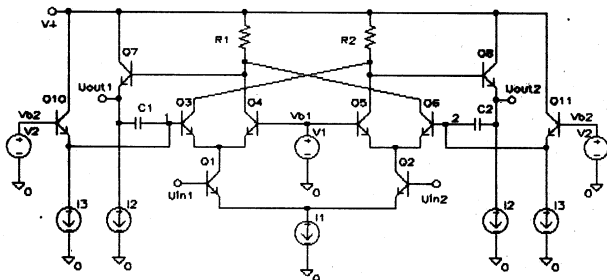 V+
R1
R2
Q7
Q8
Uout1
Uout2
Q10
Vb2
V2
C1
1
Q3
Q4
Vb1
V1
Q5
Q6
2
C2
Q11
Vb2
V2
0
0
0
Q1
Q2
Uin1
Uin2
I3
I2
I1
I2
I3
0
0
0
0
0